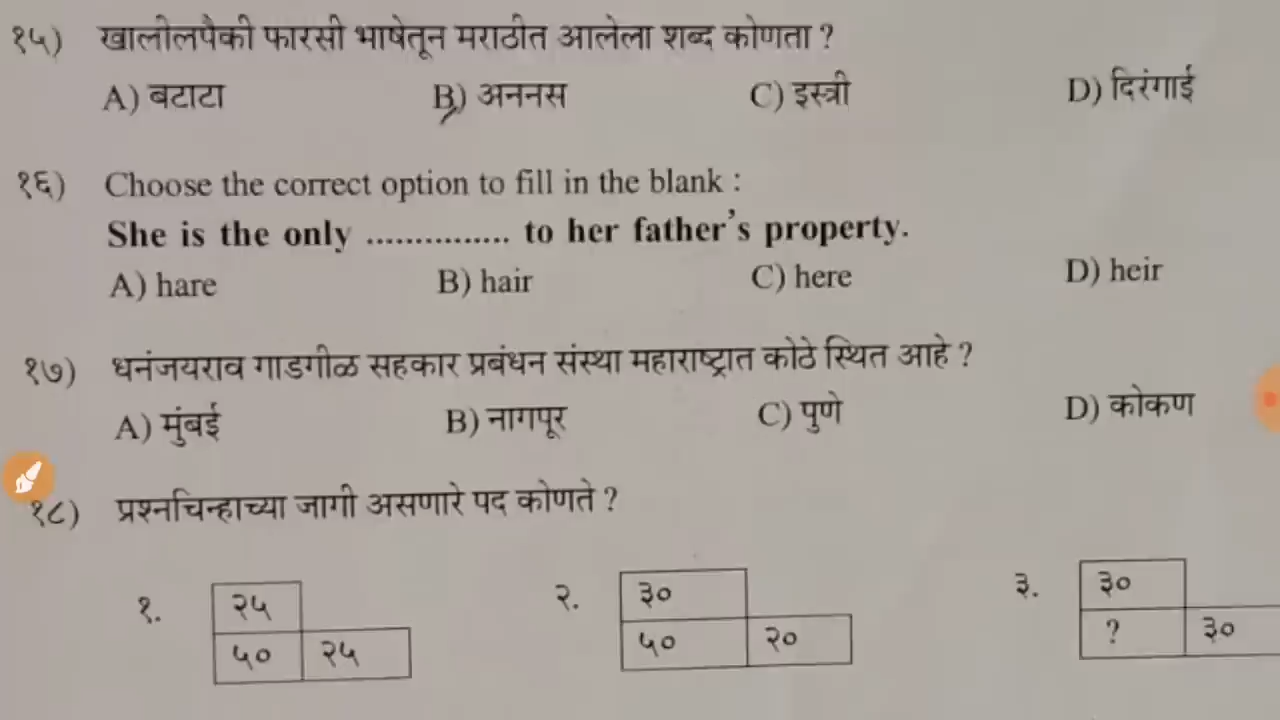 १५) खालीलपैकी फारसी भाषेतून मराठीत आलेला शब्द कोणता ?
A) बटाटा B) अननस C) इस्त्री D) दिरंगाई
१६) Choose the correct option to fill in the blank :
She is the only ............... to her father's property.
A) hare B) hair C) here D) heir
१७) धनंजयराव गाडगीळ सहकार प्रबंधन संस्था महाराष्ट्रात कोठे स्थित आहे ?
A) मुंबई B) नागपूर C) पुणे D) कोकण
१८) प्रश्नचिन्हाच्या जागी असणारे पद कोणते ?
१. २५ २. ३० ३. ३०
५० २५ ५० २० ? ३०